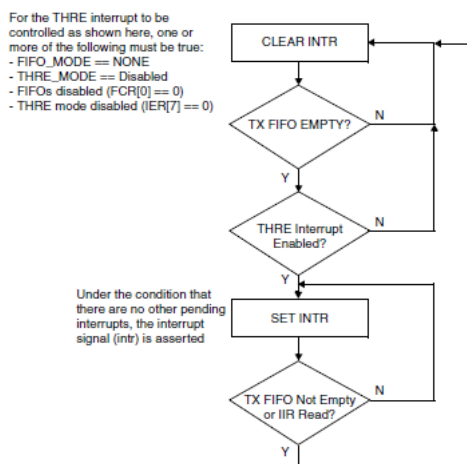 For the THRE interrupt to be
controlled as shown here, one or
more of the following must be true:
- FIFO_MODE == NONE
- THRE_MODE == Disabled
- FIFOs disabled (FCR[0] == 0)
- THRE mode disabled (IER[7] == 0)
CLEAR INTR
TX FIFO EMPTY?
N
Y
THRE Interrupt
Enabled?
N
Y
Under the condition that
there are no other pending
interrupts, the interrupt
signal (intr) is asserted
SET INTR
TX FIFO Not Empty
or IIR Read?
N
Y